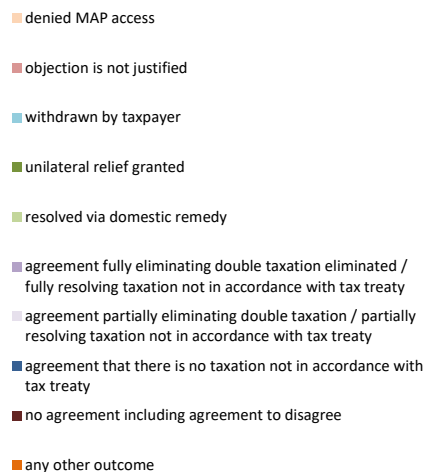 denied MAP access
objection is not justified
withdrawn by taxpayer
unilateral relief granted
resolved via domestic remedy
agreement fully eliminating double taxation eliminated /
fully resolving taxation not in accordance with tax treaty
agreement partially eliminating double taxation / partially
resolving taxation not in accordance with tax treaty
agreement that there is no taxation not in accordance with
tax treaty
no agreement including agreement to disagree
any other outcome